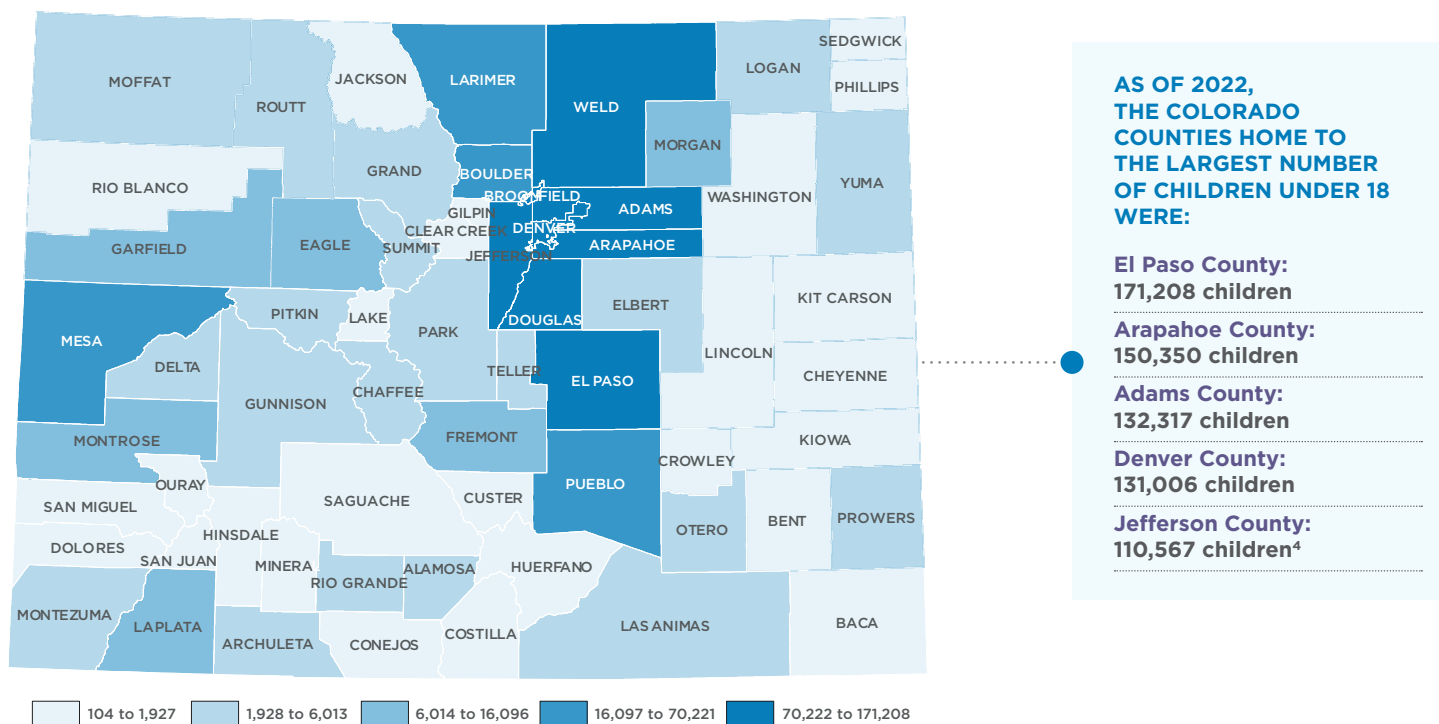 SEDGWICK
LARIMER
LOGAN
MOFFAT
JACKSON
PHILLIPS
ROUTT
WELD
MORGAN
GRAND
BOULDER
RIO BLANCO
YUMA
BROOMFIELD
WASHINGTON
GILPIN
ADAMS
CLEAR CREEK
DENVER
GARFIELD
EAGLE
SUMMIT
ARAPAHOE
JEFFERSON
KIT CARSON
ELBERT
PITKIN
LAKE
DOUGLAS
PARK
MESA
LINCOLN
DELTA
TELLER
EL PASO
CHEYENNE
CHAFFEE
GUNNISON
MONTROSE
FREMONT
KIOWA
CROWLEY
OURAY
PUEBLO
SAGUACHE
CUSTER
SAN MIGUEL
PROWERS
BENT
OTERO
HINSDALE
DOLORES
SAN JUAN
MINERA
HUERFANO
ALAMOSA
RIO GRANDE
MONTEZUMA
LAPLATA
LAS ANIMAS
BACA
COSTILLA
ARCHULETA
CONEJOS
104 to 1,927
1,928 to 6,013
6,014 to 16,096
16,097 to 70,221
70,222 to 171,208
AS OF 2022,
THE COLORADO
COUNTIES HOME TO
THE LARGEST NUMBER
OF CHILDREN UNDER 18
WERE:
El Paso County:
171,208 children
Arapahoe County:
150,350 children
Adams County:
132,317 children
Denver County:
131,006 children
Jefferson County:
110,567 children⁴